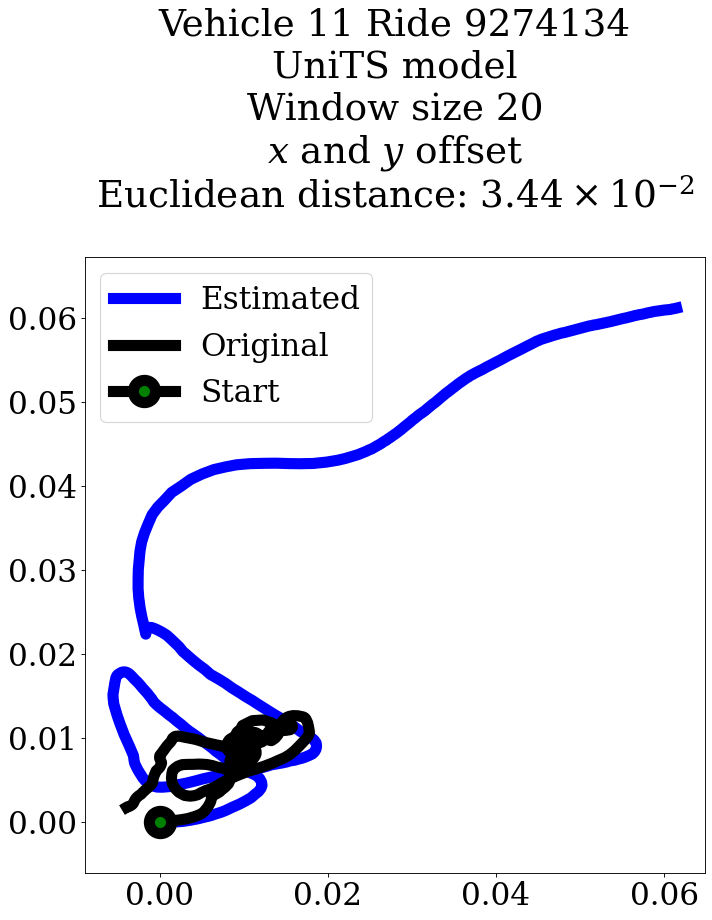 Vehicle 11 Ride 9274134
UniTS model
Window size 20
x and y offset
Euclidean distance: 3.44 × 10⁻²
Estimated
Original
Start
0.06
0.05
0.04
0.03
0.02
0.01
0.00
0.00 0.02 0.04 0.06